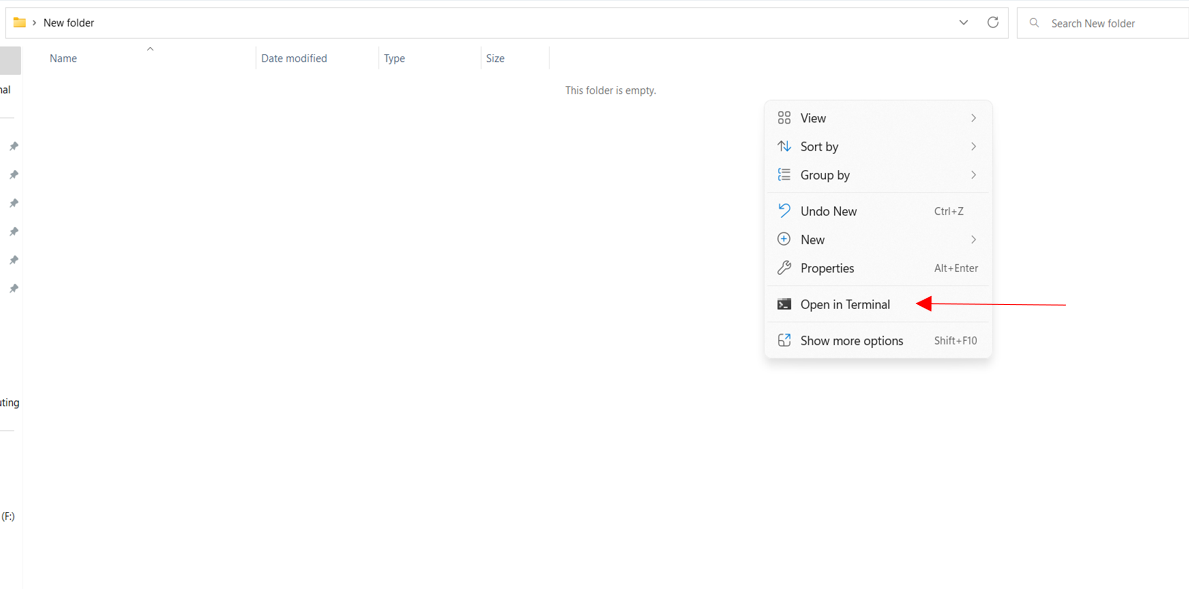 New folder
Search New folder
Name Date modified Type Size
nal
This folder is empty.
View
Sort by
Group by
Undo New Ctrl+Z
New
Properties Alt+Enter
Open in Terminal
Show more options Shift+F10
uting
(F:)